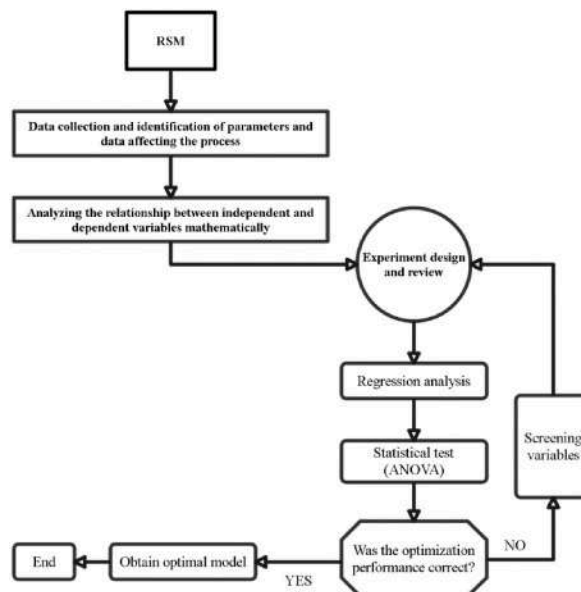 RSM
Data collection and identification of parameters and
data affecting the process
Analyzing the relationship between independent and
dependent variables mathematically
Experiment design
and review
Regression analysis
Statistical test
(ANOVA)
Screening
variables
Was the optimization
performance correct?
NO
YES
Obtain optimal model
End